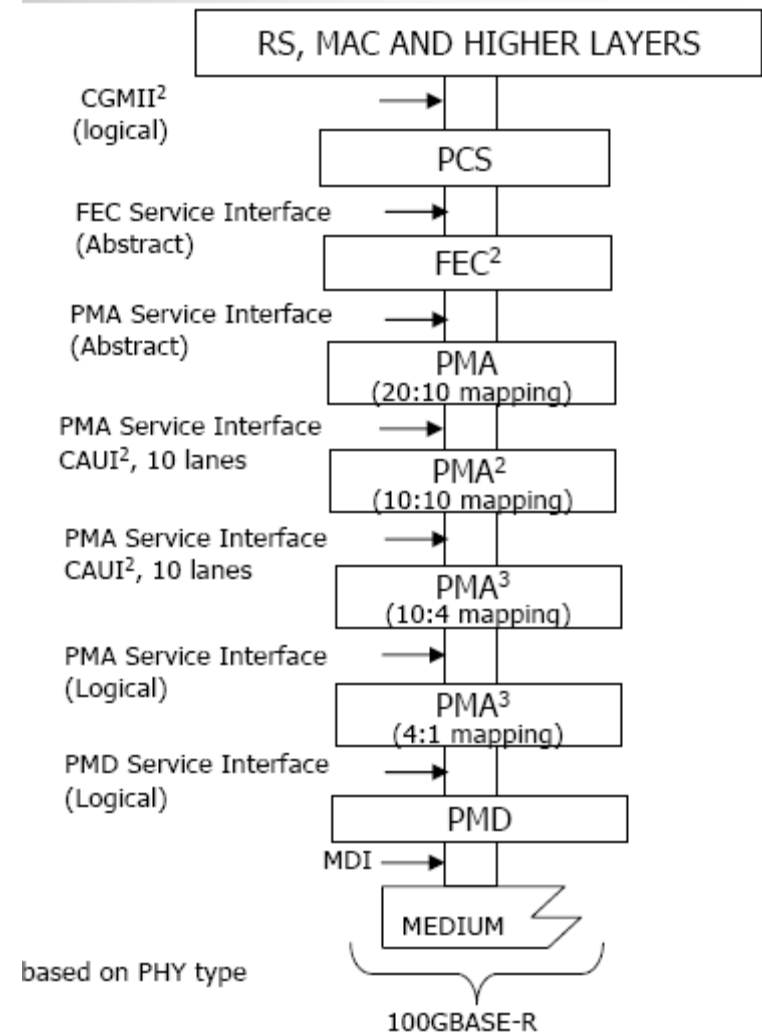 RS, MAC AND HIGHER LAYERS
CGMII²
(logical)
PCS
FEC Service Interface
(Abstract)
FEC²
PMA Service Interface
(Abstract)
PMA
(20:10 mapping)
PMA Service Interface
CAUI², 10 lanes
PMA²
(10:10 mapping)
PMA Service Interface
CAUI², 10 lanes
PMA³
(10:4 mapping)
PMA Service Interface
(Logical)
PMA³
(4:1 mapping)
PMD Service Interface
(Logical)
PMD
MDI
MEDIUM
based on PHY type
100GBASE-R